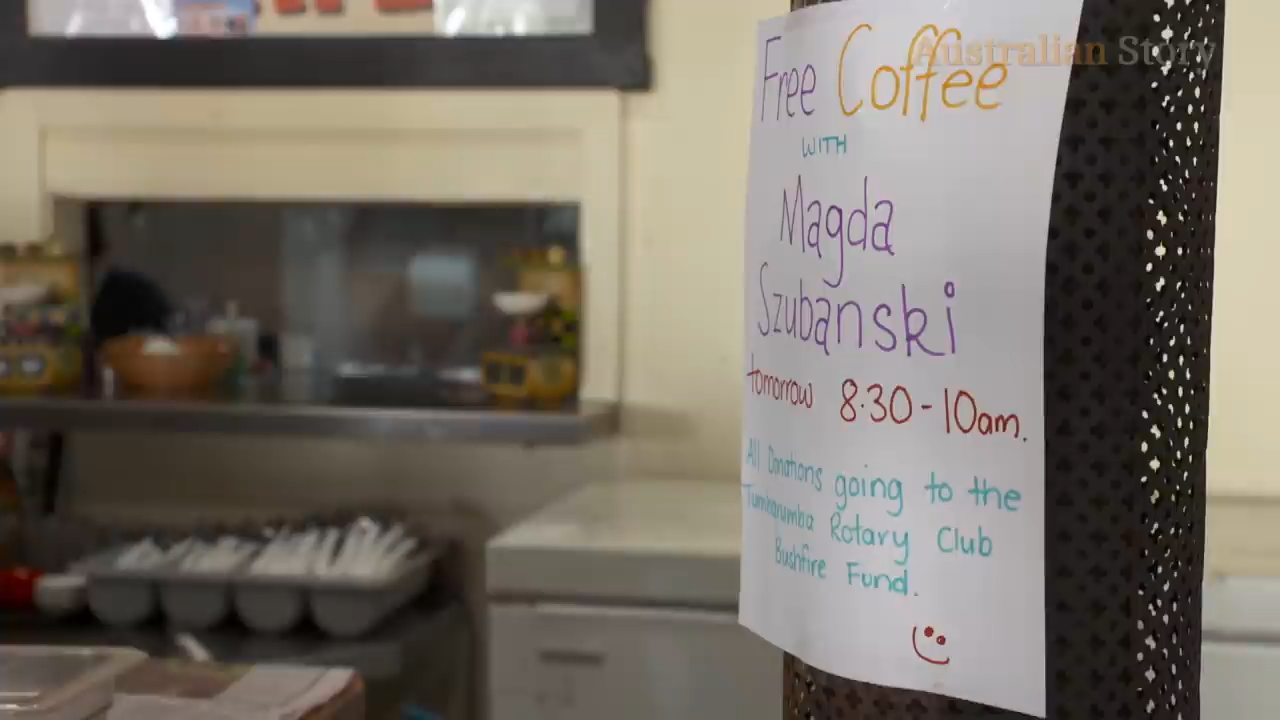 Australian Story
Free Coffee
WITH
Magda
Szubanski
tomorrow 8:30-10am.
All Donations going to the
Tumbarumba Rotary Club
Bushfire Fund.